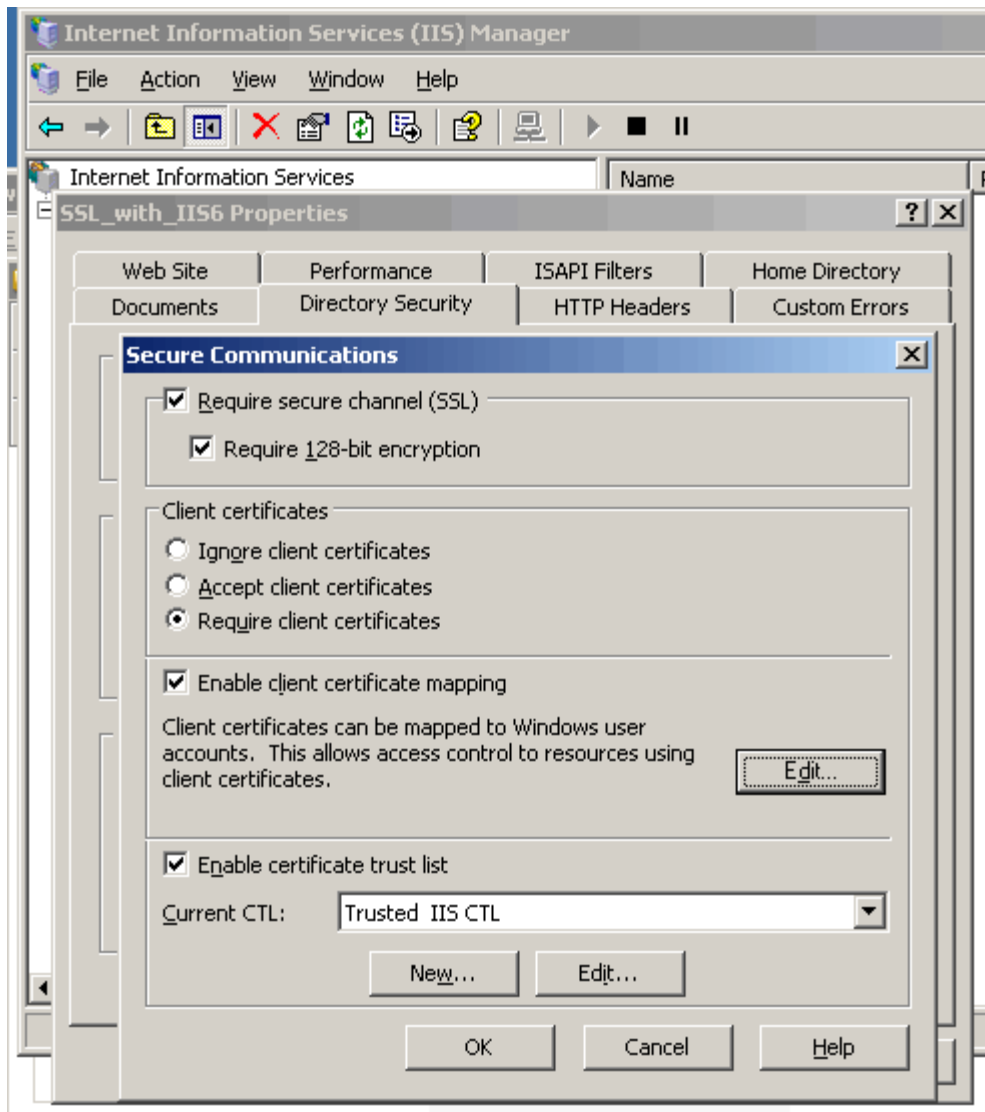 Internet Information Services (IIS) Manager
File Action View Window Help
Internet Information Services
Name
SSL_with_IIS6 Properties
Web Site Performance ISAPI Filters Home Directory
Documents Directory Security HTTP Headers Custom Errors
Secure Communications
Require secure channel (SSL)
Require 128-bit encryption
Client certificates
Ignore client certificates
Accept client certificates
Require client certificates
Enable client certificate mapping
Client certificates can be mapped to Windows user
accounts. This allows access control to resources using
client certificates.
Edit...
Enable certificate trust list
Current CTL: Trusted IIS CTL
New... Edit...
OK Cancel Help